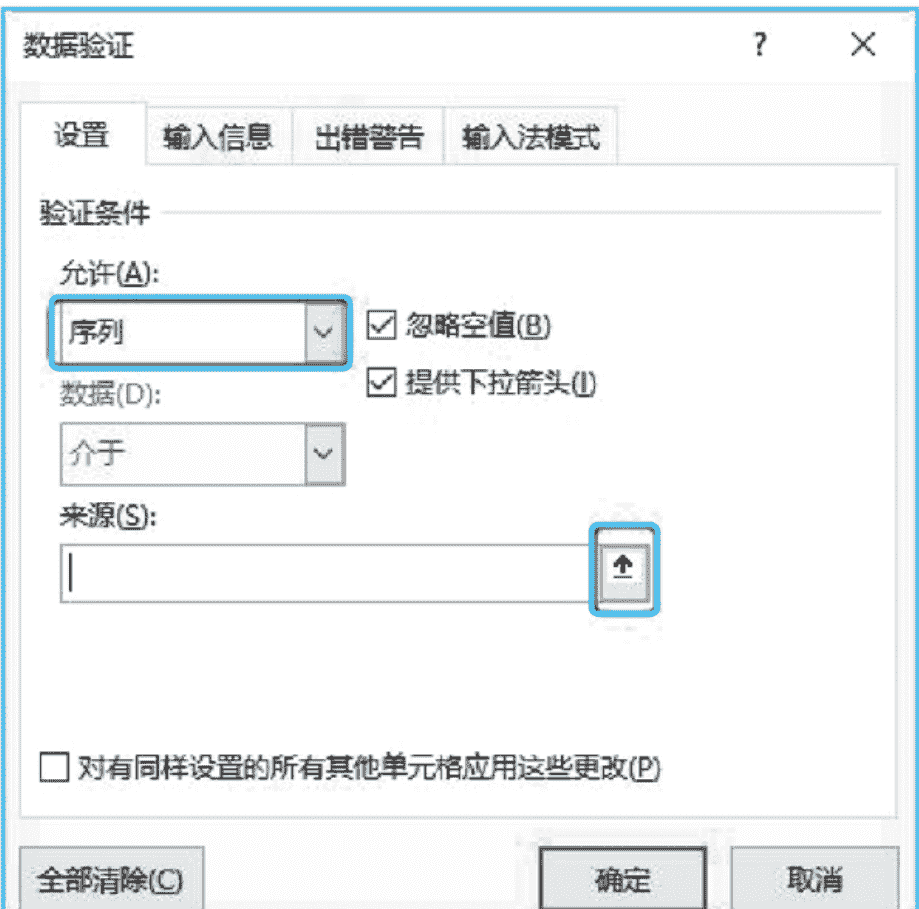 数据验证 ?
设置 输入信息 出错警告 输入法模式
验证条件
允许(A):
序列 忽略空值(B)
提供下拉箭头(I)
数据(D):
介于
来源(S):
对有同样设置的所有其他单元格应用这些更改(P)
全部清除(C) 确定 取消